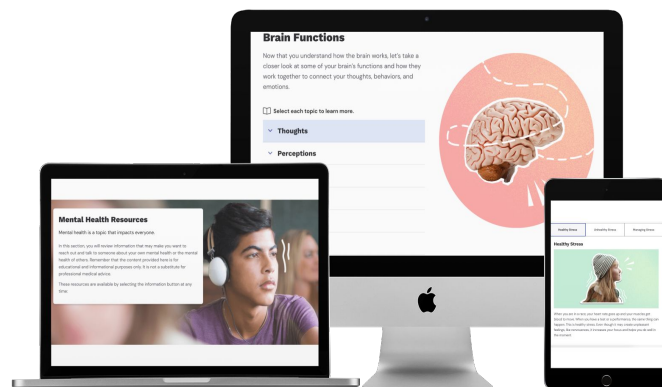 Brain Functions
Now that you understand how the brain works, let's take a
closer look at some of your brain's functions and how they
work together to connect your thoughts, behaviors, and
emotions.
Select each topic to learn more.
Thoughts
Perceptions
Mental Health Resources
Mental health is a topic that impacts everyone.
In this section, you will review information that may make you want to
reach out and talk to someone about your own mental health or the mental
health of others. Remember that the content provided here is for
educational and informational purposes only. It is not a substitute for
professional medical advice.
These resources are available by selecting the information button at any
time.
Healthy Stress
Unhealthy Stress
Managing Stress
Healthy Stress